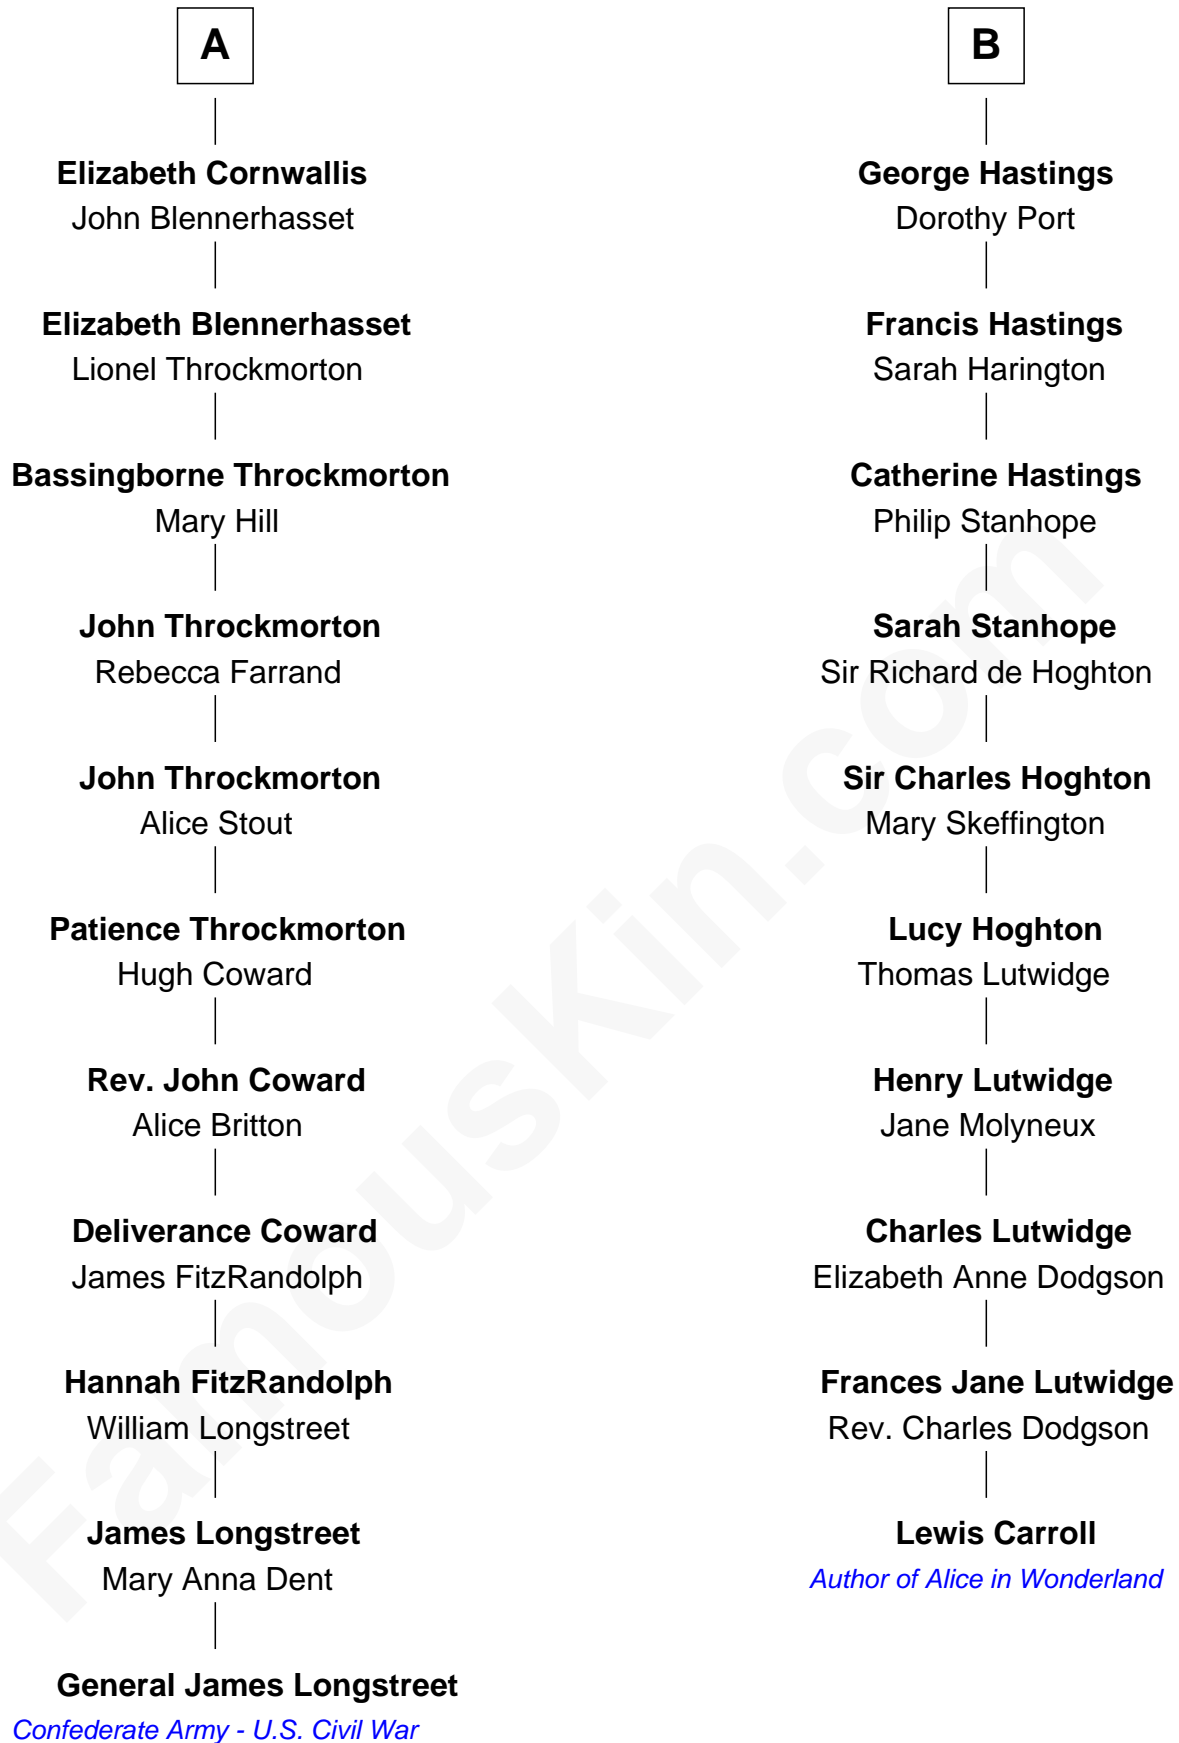 A
Elizabeth Cornwallis
John Blennerhasset
Elizabeth Blennerhasset
Lionel Throckmorton
Bassingborne Throckmorton
Mary Hill
John Throckmorton
Rebecca Farrand
John Throckmorton
Alice Stout
Patience Throckmorton
Hugh Coward
Rev. John Coward
Alice Britton
Deliverance Coward
James FitzRandolph
Hannah FitzRandolph
William Longstreet
James Longstreet
Mary Anna Dent
General James Longstreet
Confederate Army - U.S. Civil War
B
George Hastings
Dorothy Port
Francis Hastings
Sarah Harington
Catherine Hastings
Philip Stanhope
Sarah Stanhope
Sir Richard de Hoghton
Sir Charles Hoghton
Mary Skeffington
Lucy Hoghton
Thomas Lutwidge
Henry Lutwidge
Jane Molyneux
Charles Lutwidge
Elizabeth Anne Dodgson
Frances Jane Lutwidge
Rev. Charles Dodgson
Lewis Carroll
Author of Alice in Wonderland
FamousKin.com